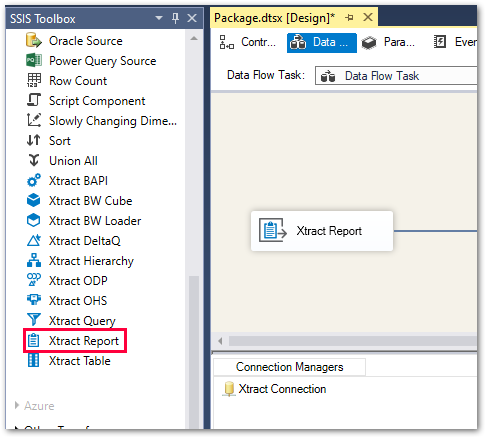 SSIS Toolbox
Oracle Source
Power Query Source
Row Count
Script Component
Slowly Changing Dime...
Sort
Union All
Xtract BAPI
Xtract BW Cube
Xtract BW Loader
Xtract DeltaQ
Xtract Hierarchy
Xtract ODP
Xtract OHS
Xtract Query
Xtract Report
Xtract Table
Azure
Package.dtsx [Design]*
Contr...
Data ...
Para...
Even
Data Flow Task:
Data Flow Task
Xtract Report
Connection Managers
Xtract Connection